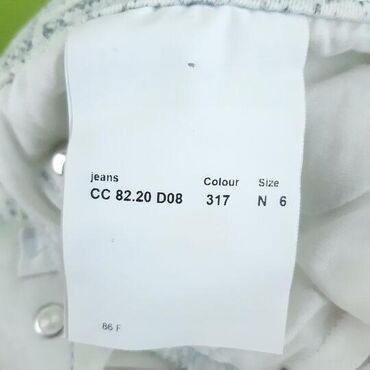 jeans Colour Size
CC 82.20 D08 317 N 6
86 F